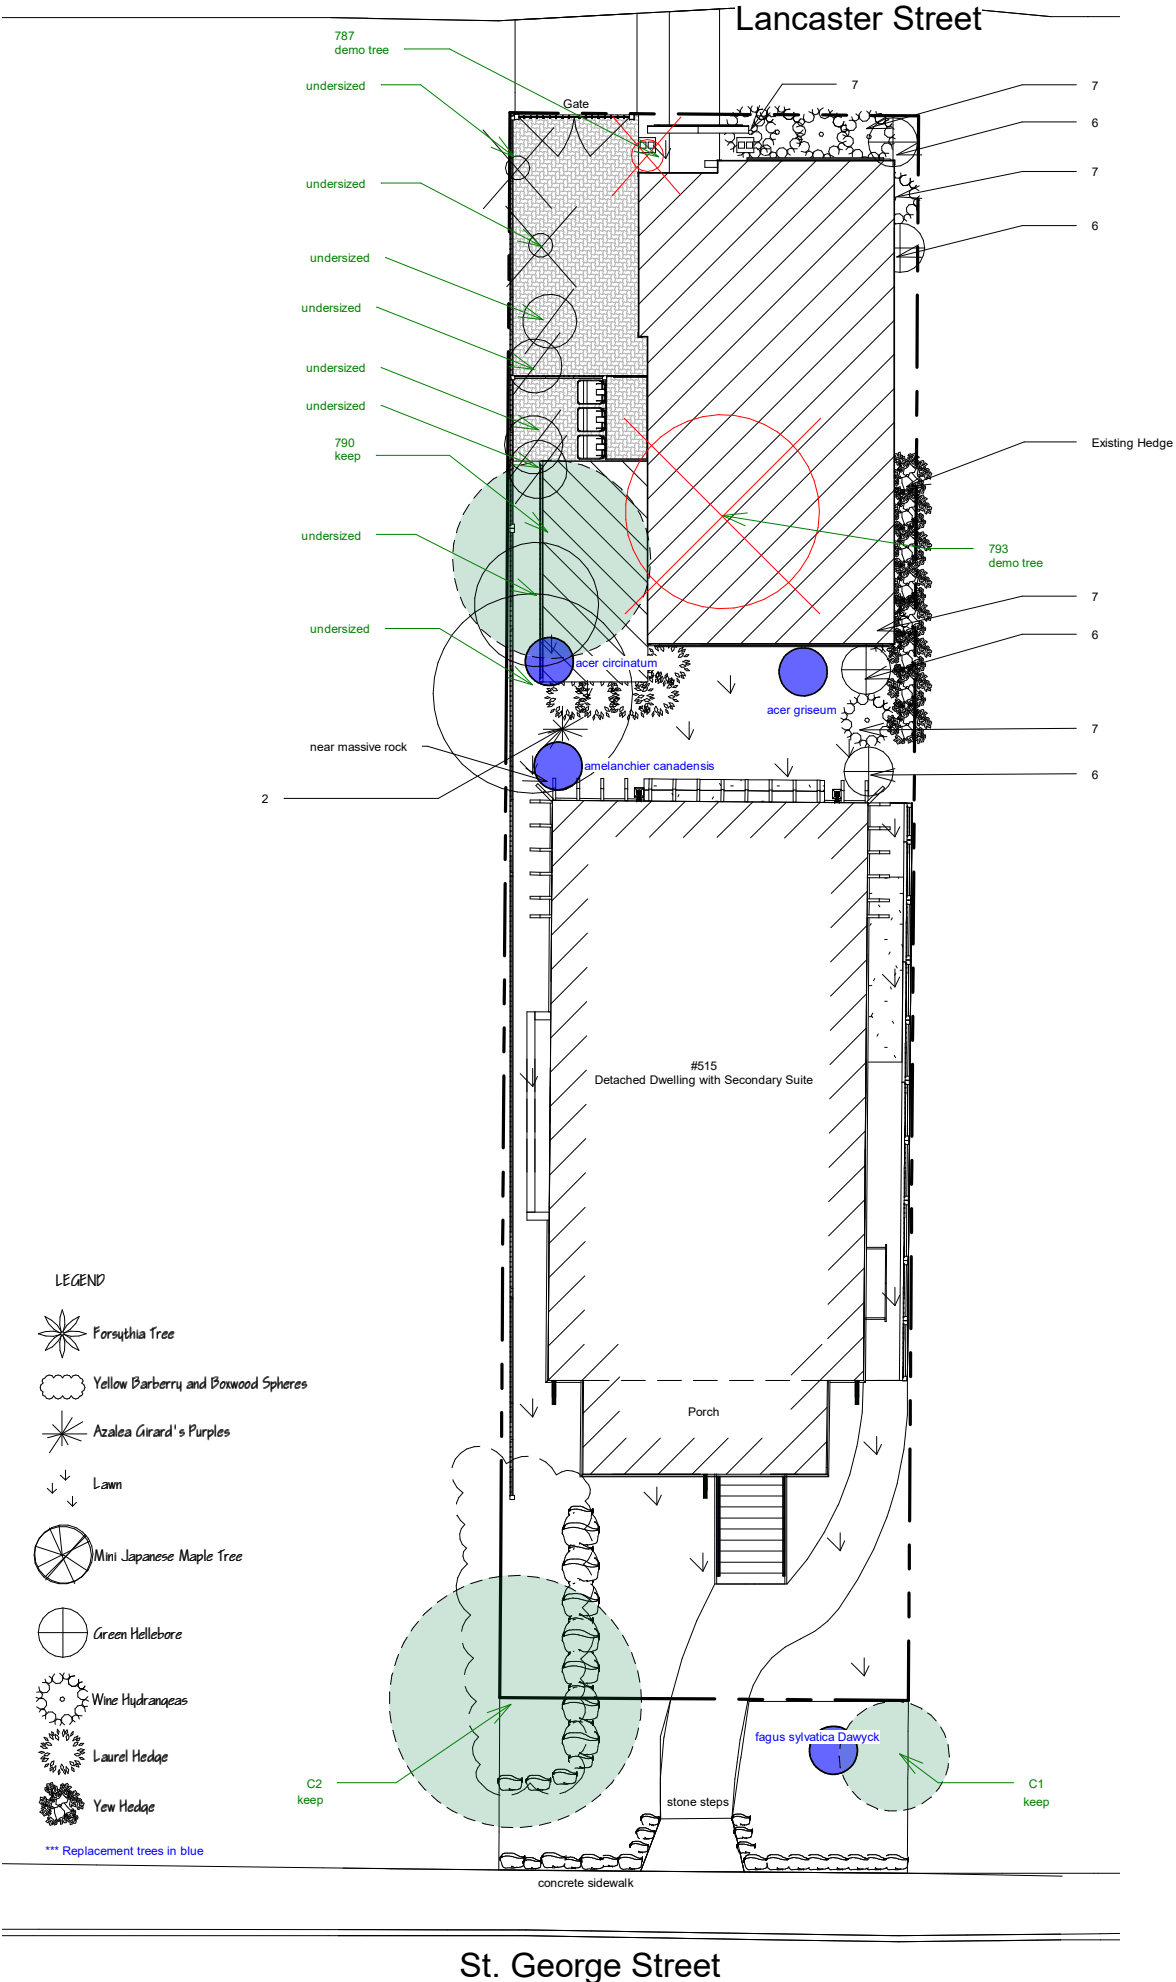 Lancaster Street
787
demo tree
undersized
7
7
Gate
6
undersized
7
6
undersized
undersized
undersized
undersized
790
keep
Existing Hedge
undersized
793
demo tree
7
undersized
6
acer circinatum
acer griseum
7
near massive rock
amelanchier canadensis
6
2
#515
Detached Dwelling with Secondary Suite
LEGEND
Forsythia Tree
Yellow Barberry and Boxwood Spheres
Azalea Girard's Purples
Porch
Lawn
Mini Japanese Maple Tree
Green Hellebore
Wine Hydrangeas
Laurel Hedge
fagus sylvatica Dawyck
C2
keep
C1
keep
Yew Hedge
stone steps
*** Replacement trees in blue
concrete sidewalk
St. George Street